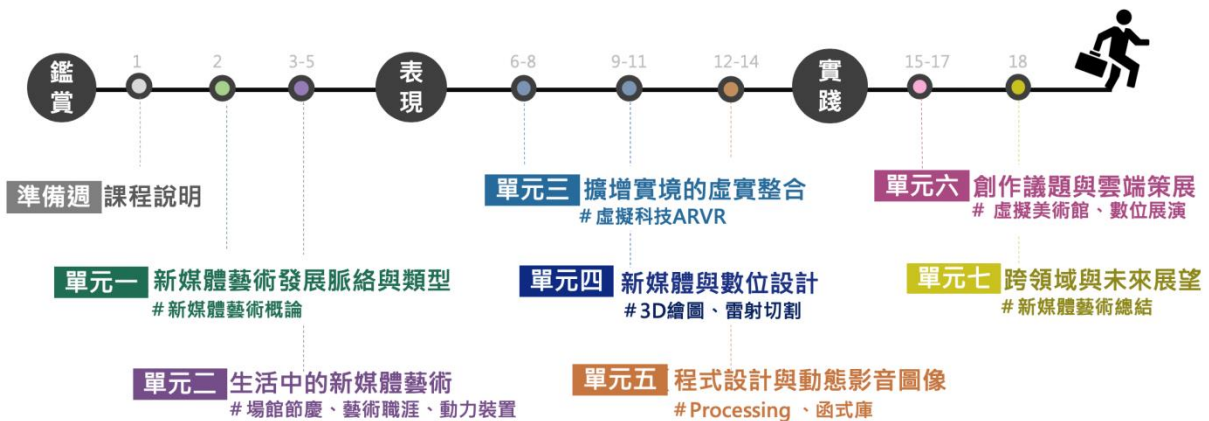 鑑賞
1
2
3-5
表現
6-8
9-11
12-14
實踐
15-17
18
準備週 課程說明
單元一 新媒體藝術發展脈絡與類型
＃新媒體藝術概論
單元二 生活中的新媒體藝術
＃場館節慶、藝術職涯、動力裝置
單元三 擴增實境的虛實整合
＃虛擬科技ARVR
單元四 新媒體與數位設計
＃3D繪圖、雷射切割
單元五 程式設計與動態影音圖像
＃Processing 、函式庫
單元六 創作議題與雲端策展
＃ 虛擬美術館、數位展演
單元七 跨領域與未來展望
＃新媒體藝術總結